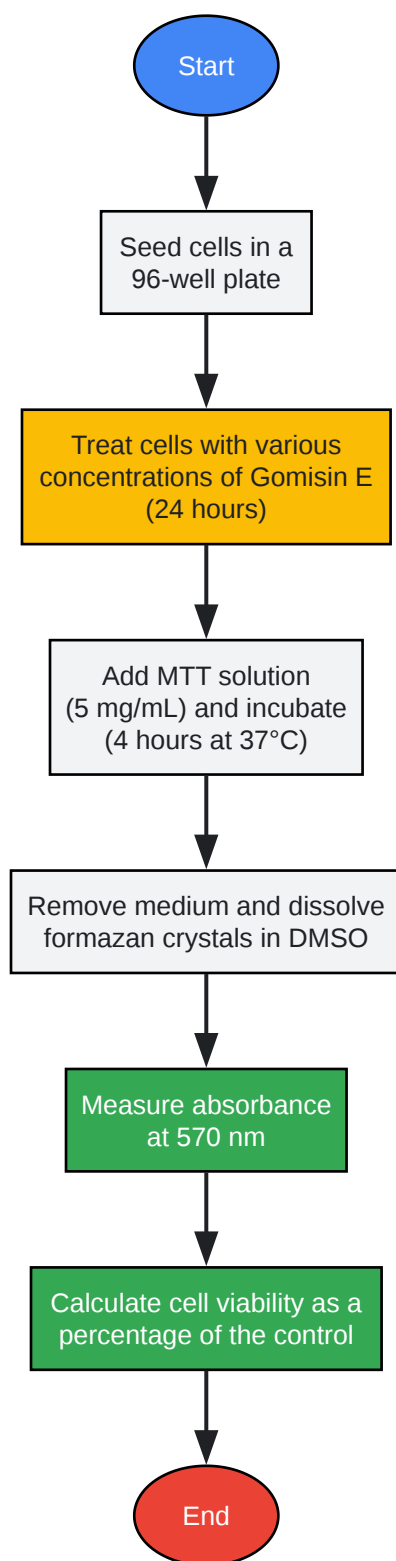 Start
Seed cells in a
96-well plate
Treat cells with various
concentrations of Gomisin E
(24 hours)
Add MTT solution
(5 mg/mL) and incubate
(4 hours at 37°C)
Remove medium and dissolve
formazan crystals in DMSO
Measure absorbance
at 570 nm
Calculate cell viability as a
percentage of the control
End